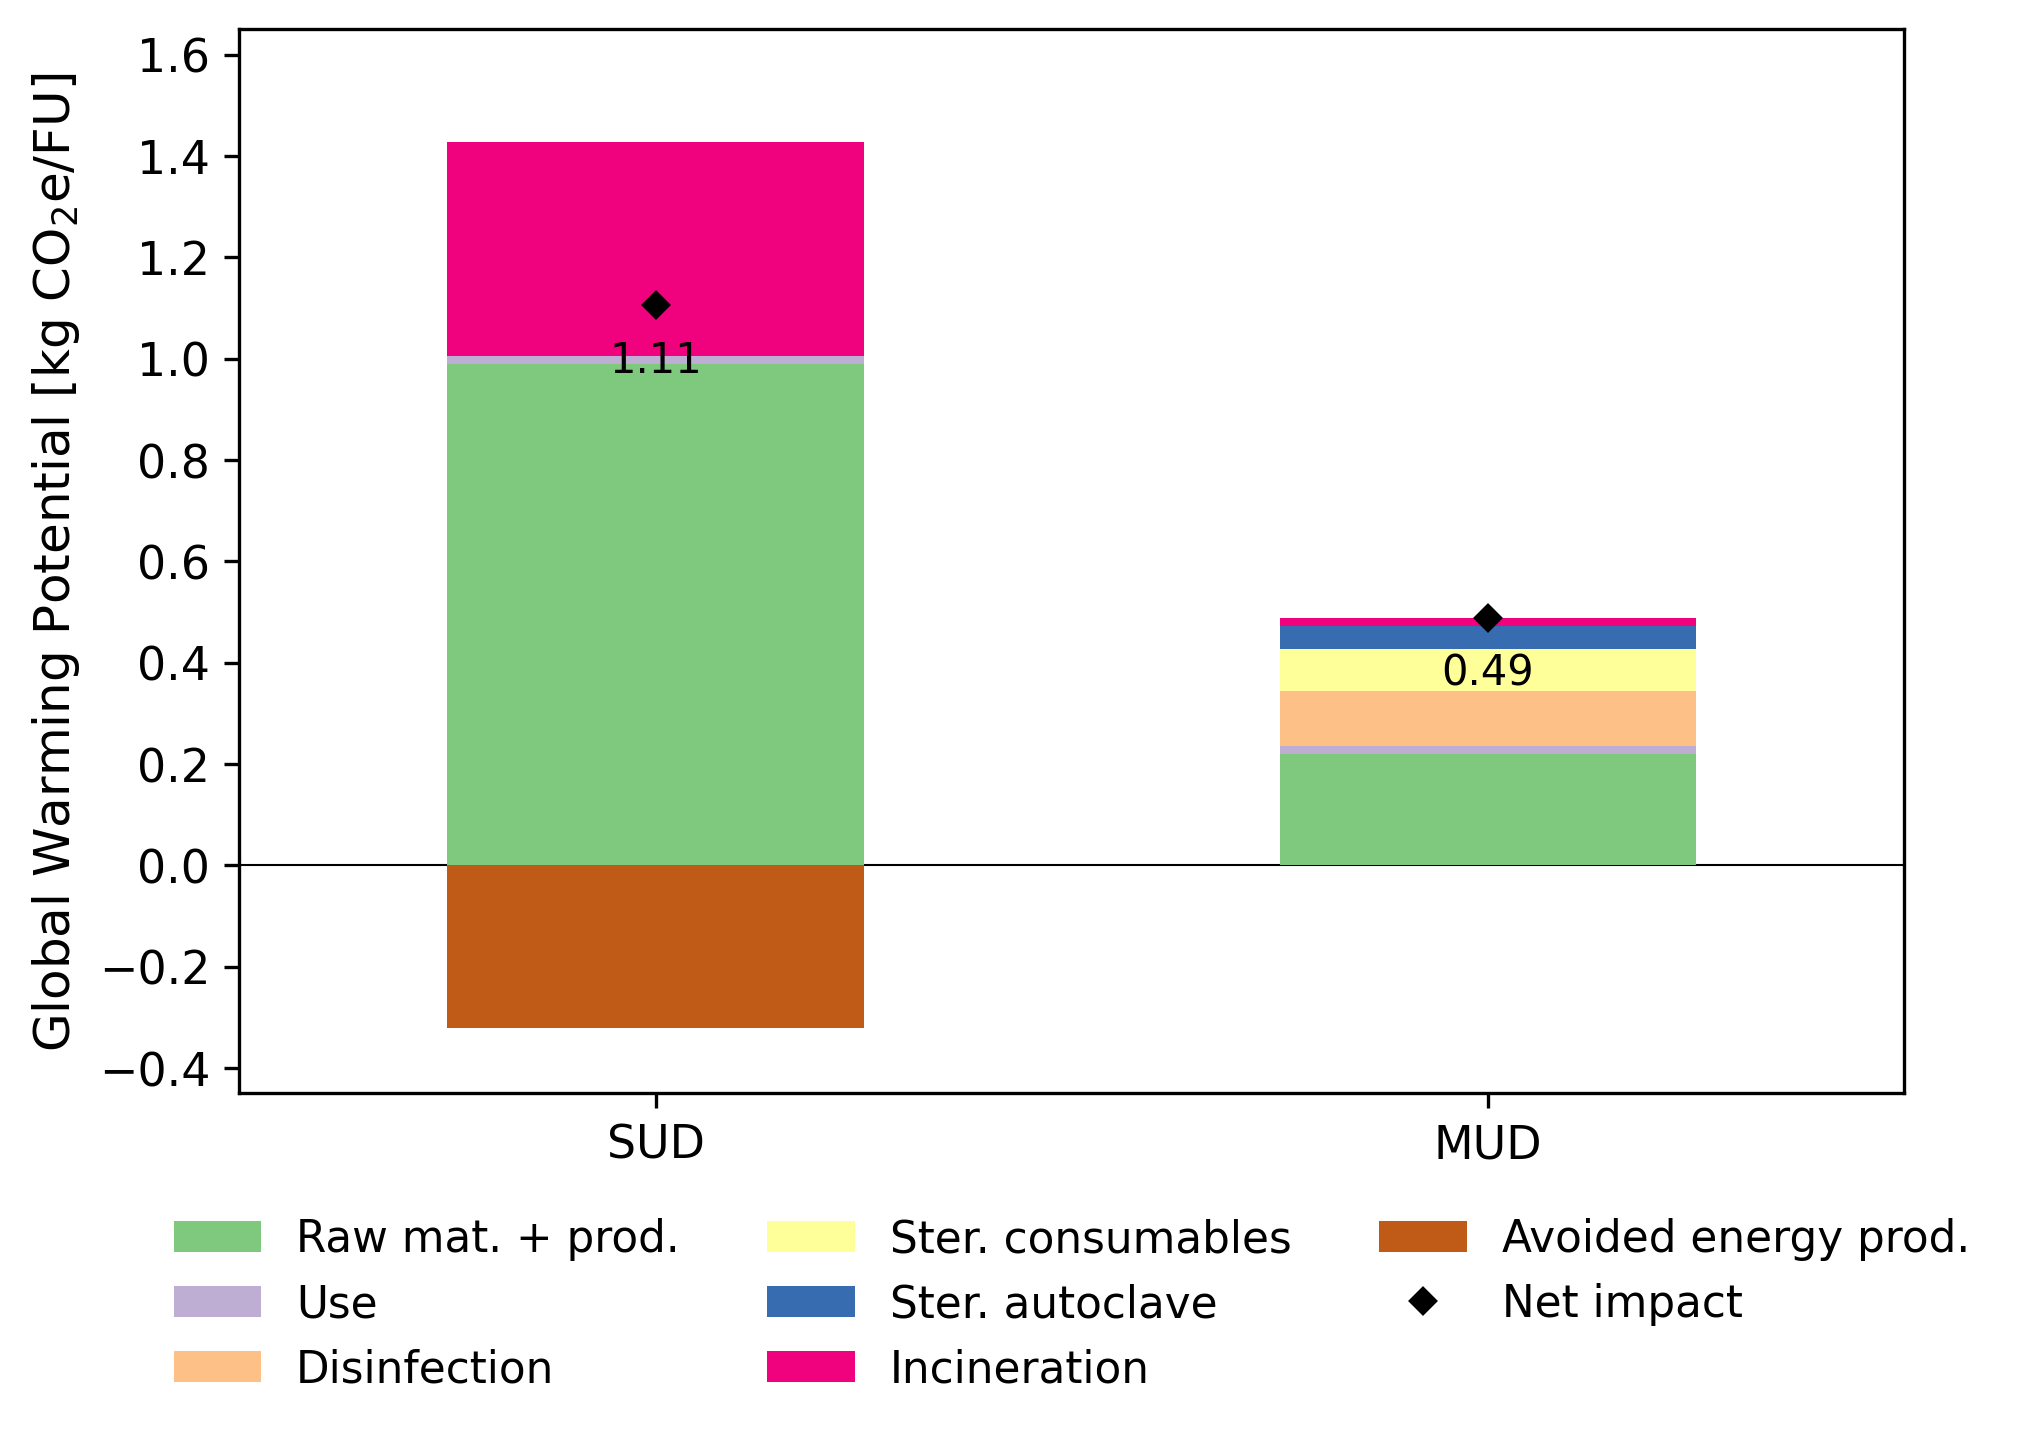 Global Warming Potential [kg CO₂e/FU]
1.6
1.4
1.2
1.0
0.8
0.6
0.4
0.2
0.0
−0.2
−0.4
1.11
0.49
SUD
MUD
Raw mat. + prod.
Use
Disinfection
Ster. consumables
Ster. autoclave
Incineration
Avoided energy prod.
Net impact